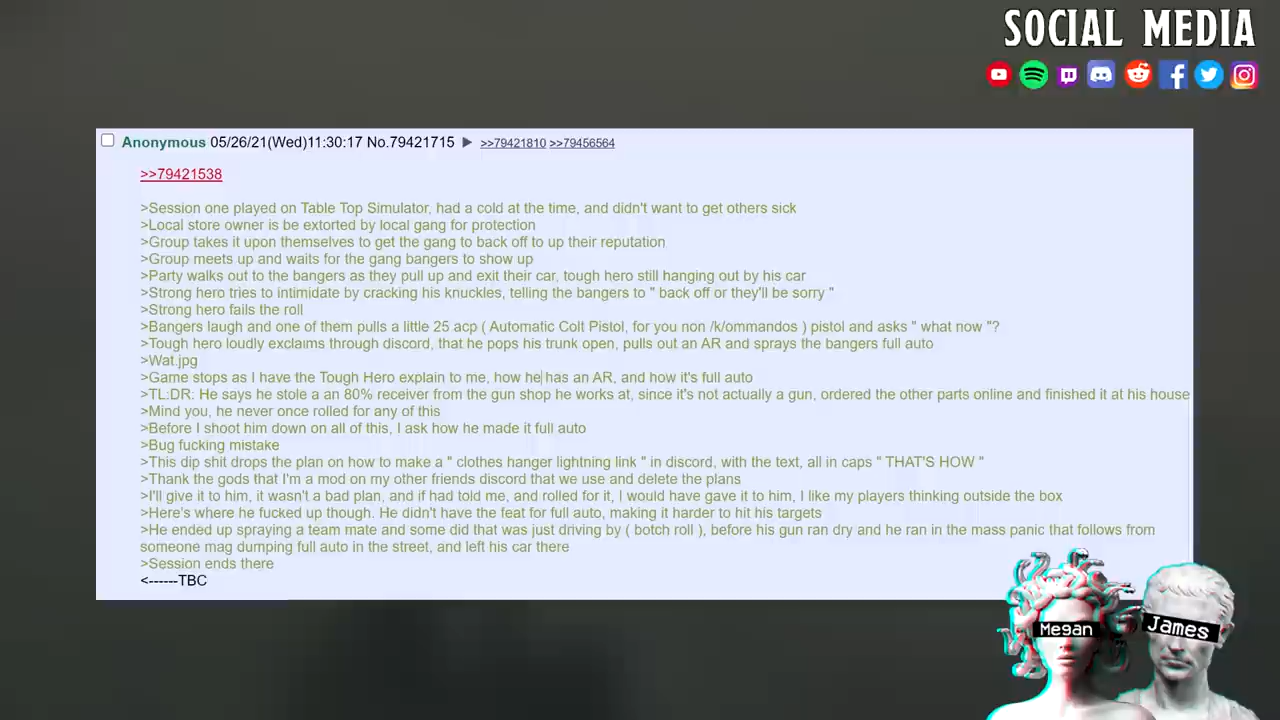 SOCIAL MEDIA
Anonymous 05/26/21(Wed)11:30:17 No.79421715 ▶ >>79421810 >>79456564
>>79421538
>Session one played on Table Top Simulator, had a cold at the time, and didn't want to get others sick
>Local store owner is be extorted by local gang for protection
>Group takes it upon themselves to get the gang to back off to up their reputation
>Group meets up and waits for the gang bangers to show up
>Party walks out to the bangers as they pull up and exit their car, tough hero still hanging out by his car
>Strong hero tries to intimidate by cracking his knuckles, telling the bangers to " back off or they'll be sorry "
>Strong hero fails the roll
>Bangers laugh and one of them pulls a little 25 acp ( Automatic Colt Pistol, for you non /k/ommandos ) pistol and asks " what now "?
>Tough hero loudly exclaims through discord, that he pops his trunk open, pulls out an AR and sprays the bangers full auto
>Wat.jpg
>Game stops as I have the Tough Hero explain to me, how he has an AR, and how it's full auto
>TL:DR: He says he stole a an 80% receiver from the gun shop he works at, since it's not actually a gun, ordered the other parts online and finished it at his house
>Mind you, he never once rolled for any of this
>Before I shoot him down on all of this, I ask how he made it full auto
>Bug fucking mistake
>This dip shit drops the plan on how to make a " clothes hanger lightning link " in discord, with the text, all in caps " THAT'S HOW "
>Thank the gods that I'm a mod on my other friends discord that we use and delete the plans
>I'll give it to him, it wasn't a bad plan, and if had told me, and rolled for it, I would have gave it to him, I like my players thinking outside the box
>Here's where he fucked up though. He didn't have the feat for full auto, making it harder to hit his targets
>He ended up spraying a team mate and some did that was just driving by ( botch roll ), before his gun ran dry and he ran in the mass panic that follows from
someone mag dumping full auto in the street, and left his car there
>Session ends there
<------TBC
Megan
James